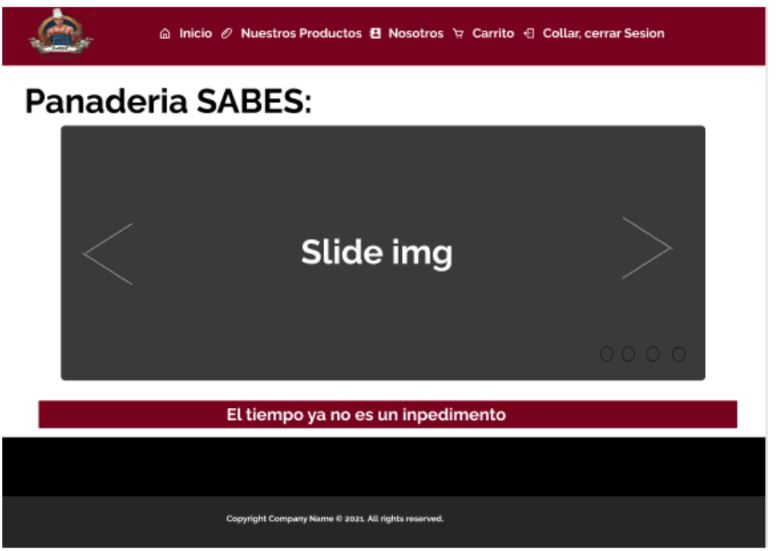 Inicio Nuestros Productos Nosotros Carrito Collar, cerrar Sesion
Panaderia SABES:
Slide img
El tiempo ya no es un inpedimento
Copyright Company Name © 2021. All rights reserved.